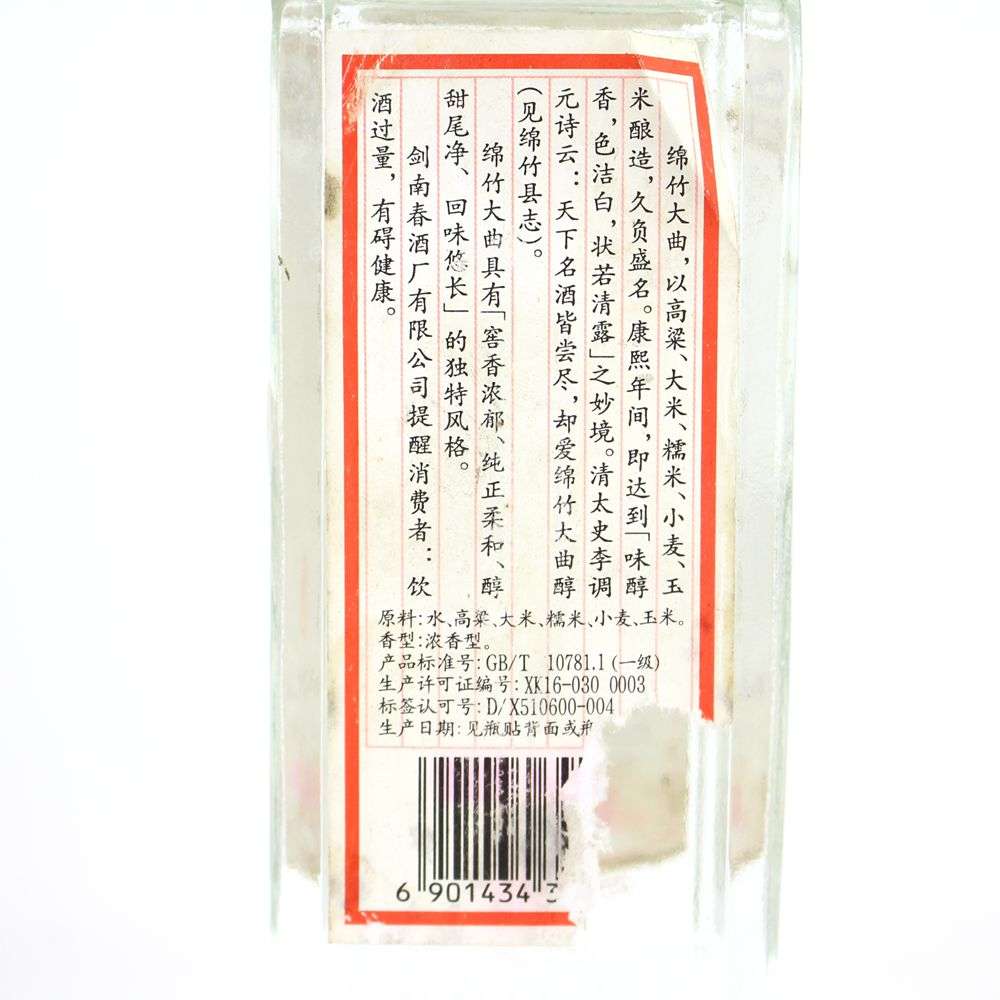 绵竹大曲，以高粱、大米、糯米、小麦、玉
米酿造，久负盛名。康熙年间，即达到「味醇
香，色洁白，状若清露」之妙境。清太史李调
元诗云：天下名酒皆尝尽，却爱绵竹大曲醇
（见绵竹县志）。
绵竹大曲具有「窖香浓郁、纯正柔和、醇
甜尾净、回味悠长」的独特风格。
剑南春酒厂有限公司提醒消费者：饮
酒过量，有碍健康。
原料:水、高粱、大米、糯米、小麦、玉米。
香型:浓香型。
产品标准号:GB/T 10781.1(一级)
生产许可证编号:XK16-030 0003
标签认可号:D/X510600-004
生产日期:见瓶贴背面或瓶
6 901434 3